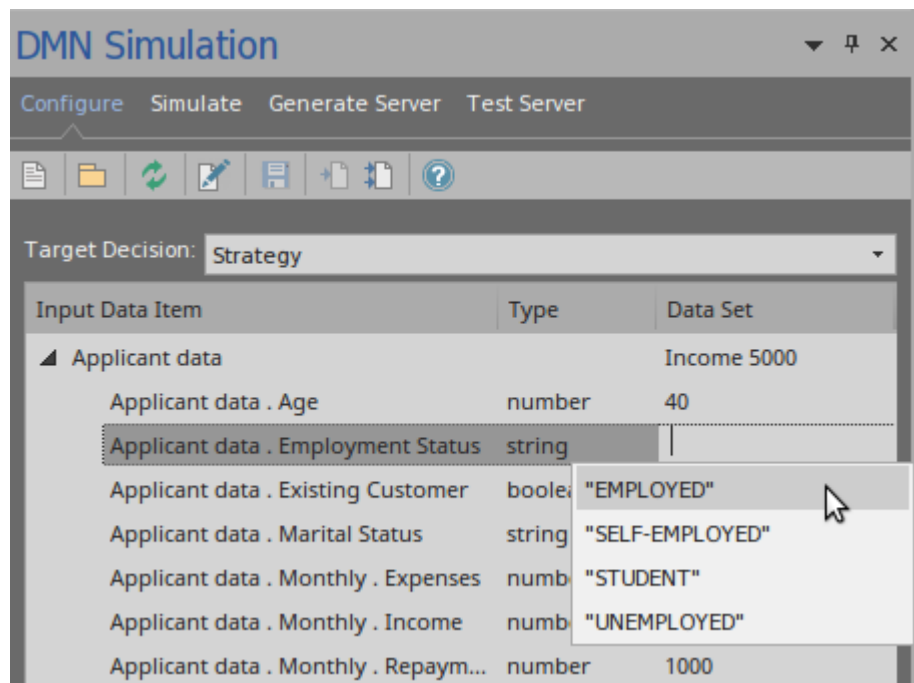 DMN Simulation
Configure Simulate Generate Server Test Server
Target Decision: Strategy
Input Data Item Type Data Set
Applicant data Income 5000
Applicant data . Age number 40
Applicant data . Employment Status string
Applicant data . Existing Customer "EMPLOYED"
Applicant data . Marital Status string "SELF-EMPLOYED"
Applicant data . Monthly . Expenses "STUDENT"
Applicant data . Monthly . Income "UNEMPLOYED"
Applicant data . Monthly . Repaym... number 1000